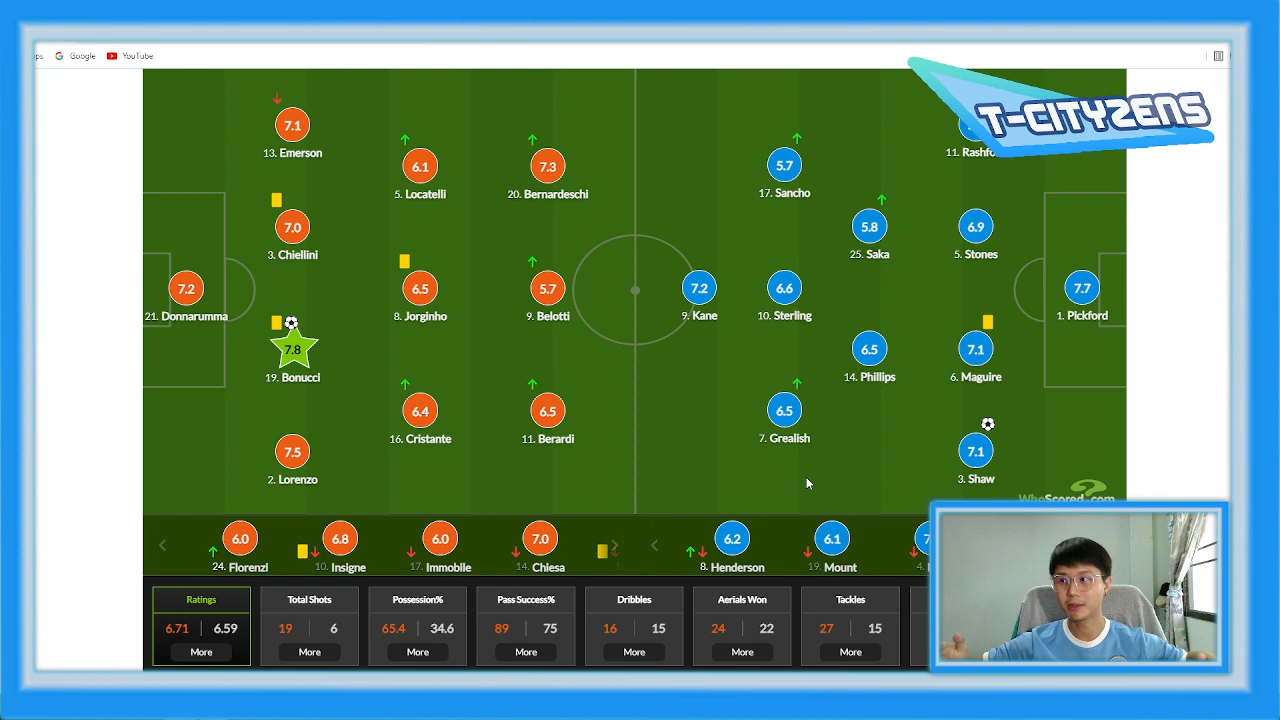 Google
YouTube
T-CITYZENS
7.1
13. Emerson
6.1
5. Locatelli
7.3
20. Bernardeschi
5.7
17. Sancho
7.0
3. Chiellini
5.8
25. Saka
6.9
5. Stones
7.2
21. Donnarumma
6.5
8. Jorginho
5.7
9. Belotti
7.2
9. Kane
6.6
10. Sterling
7.7
1. Pickford
7.8
19. Bonucci
6.5
14. Phillips
7.1
6. Maguire
7.5
2. Lorenzo
6.4
16. Cristante
6.5
11. Berardi
6.5
7. Grealish
7.1
3. Shaw
WhoScored.com
6.0
24. Florenzi
6.8
10. Insigne
6.0
17. Immobile
7.0
14. Chiesa
6.2
8. Henderson
6.1
19. Mount
Ratings
6.71 | 6.59
More
Total Shots
19 | 6
More
Possession%
65.4 | 34.6
More
Pass Success%
89 | 75
More
Dribbles
16 | 15
More
Aerials Won
24 | 22
More
Tackles
27 | 15
More